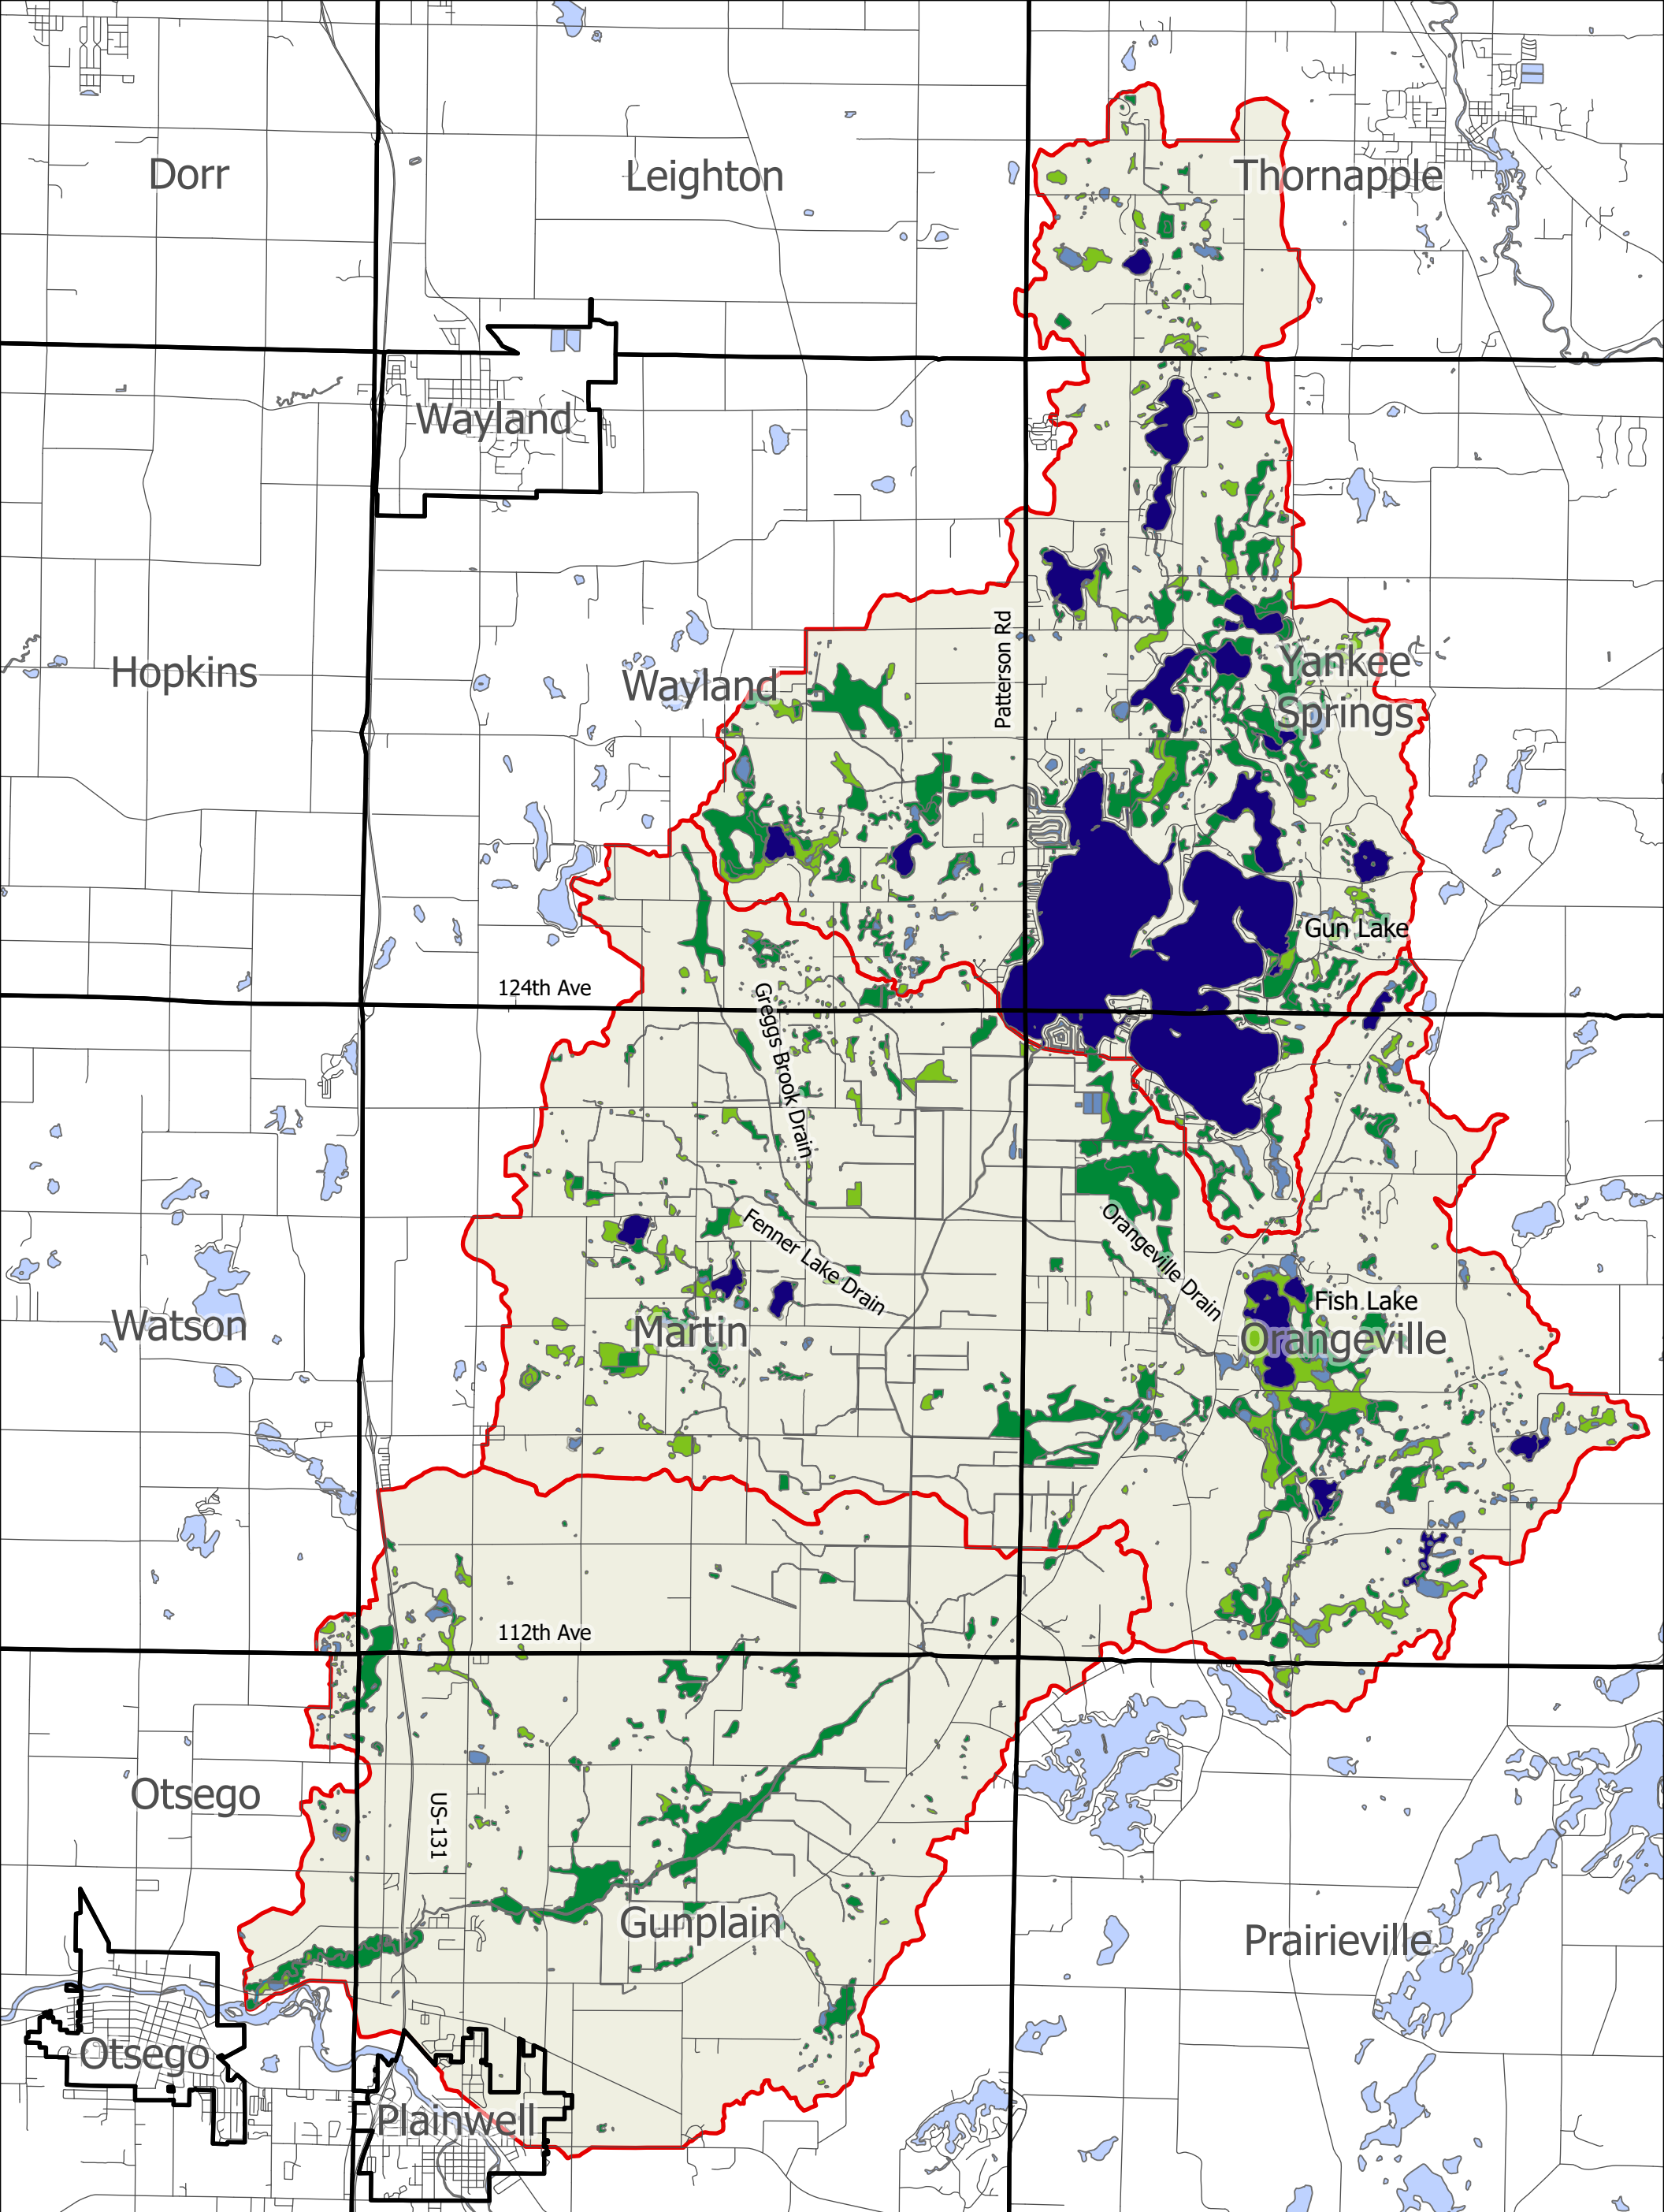 Dorr
Leighton
Thornapple
Wayland
Patterson Rd
Hopkins
Wayland
Yankee
Springs
Gun Lake
124th Ave
Greggs Brook Drain
Fenner Lake Drain
Orangeville Drain
Fish Lake
Watson
Martin
Orangeville
112th Ave
Otsego
US-131
Gunplain
Prairieville
Otsego
Plainwell